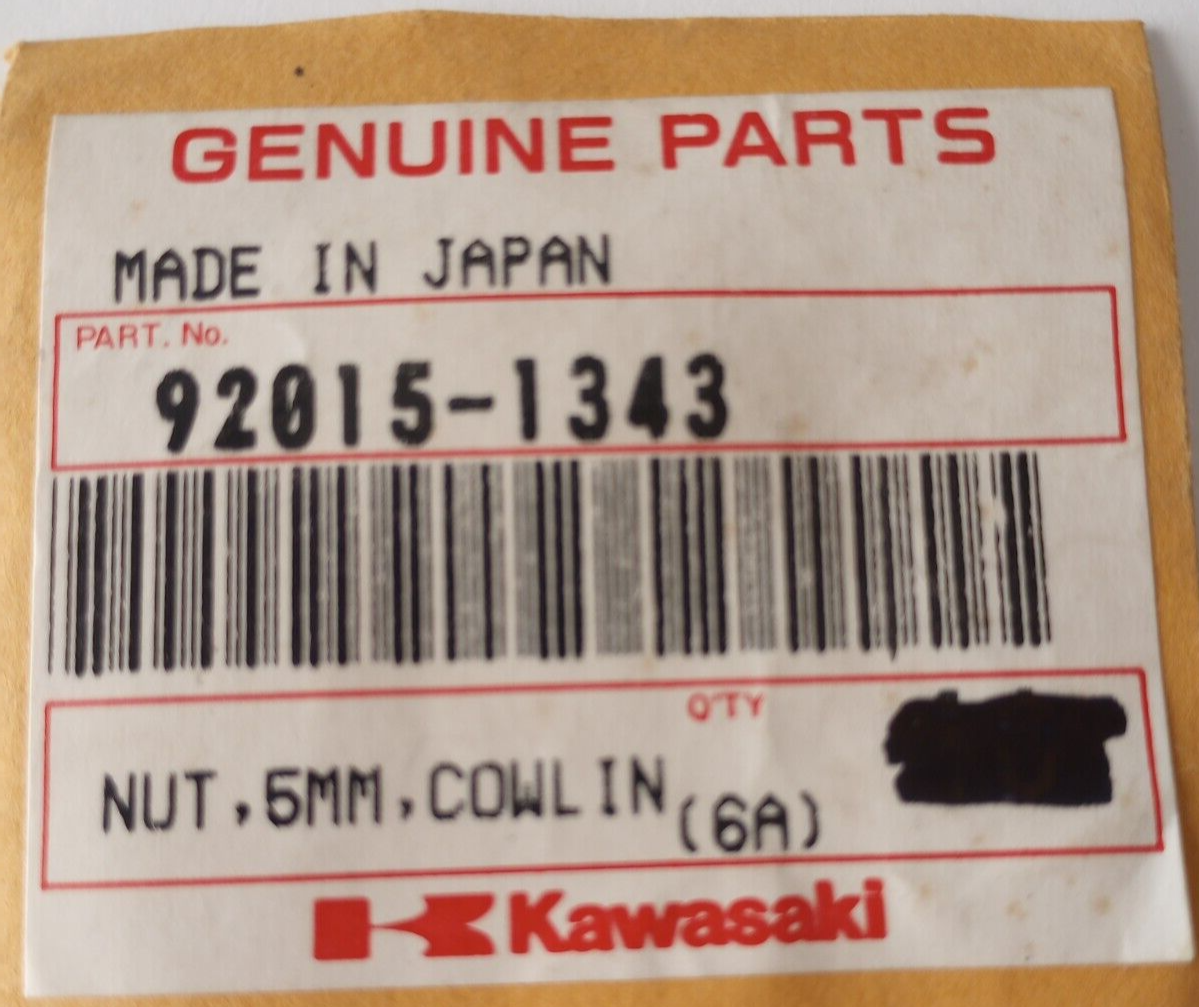 GENUINE PARTS
MADE IN JAPAN
PART. No.
92015-1343
Q'TY
NUT,5MM,COWLIN(6A)
Kawasaki